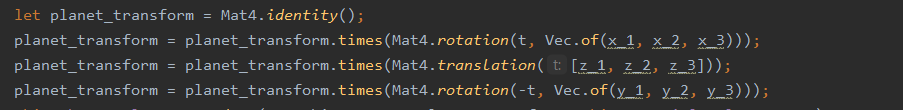 let planet_transform = Mat4.identity();
planet_transform = planet_transform.times(Mat4.rotation(t, Vec.of(x_1, x_2, x_3)));
planet_transform = planet_transform.times(Mat4.translation( t [z_1, z_2, z_3]));
planet_transform = planet_transform.times(Mat4.rotation(-t, Vec.of(y_1, y_2, y_3)));